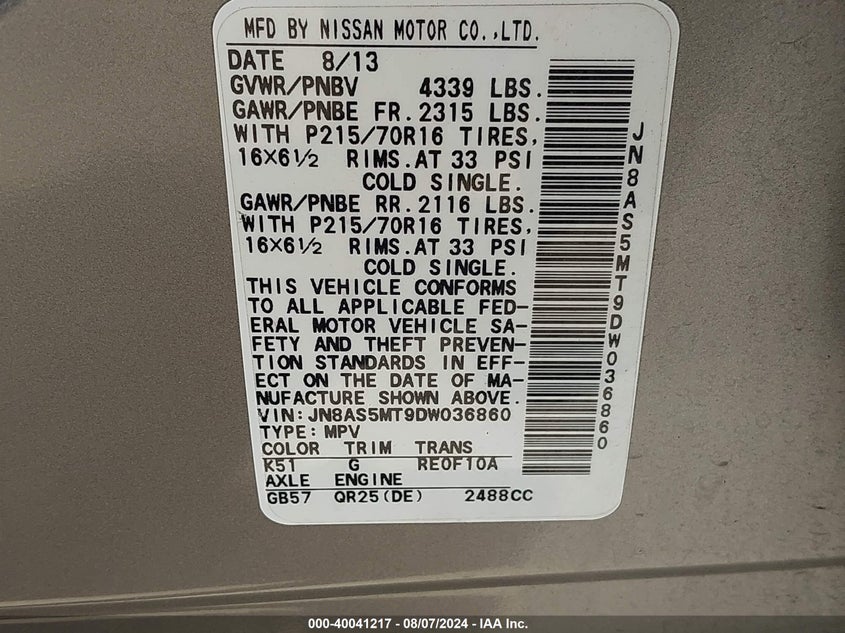 MFD BY NISSAN MOTOR CO.,LTD.
DATE 8/13
GVWR/PNBV 4339 LBS.
GAWR/PNBE FR.2315 LBS.
WITH P215/70R16 TIRES,
16×6½ RIMS.AT 33 PSI
COLD SINGLE.
GAWR/PNBE RR.2116 LBS.
WITH P215/70R16 TIRES,
16×6½ RIMS.AT 33 PSI
COLD SINGLE.
THIS VEHICLE CONFORMS
TO ALL APPLICABLE FED-
ERAL MOTOR VEHICLE SA-
FETY AND THEFT PREVEN-
TION STANDARDS IN EFF-
ECT ON THE DATE OF MA-
NUFACTURE SHOWN ABOVE.
VIN:JN8AS5MT9DW036860
TYPE:MPV
COLOR TRIM TRANS
K51 G RE0F10A
AXLE ENGINE
GB57 QR25(DE) 2488CC
JN8AS5MT9DW036860
000-40041217 - 08/07/2024 - IAA Inc.